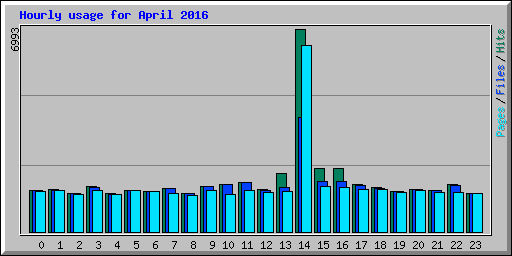 Hourly usage for April 2016
6993
Pages / Files / Hits
0 1 2 3 4 5 6 7 8 9 10 11 12 13 14 15 16 17 18 19 20 21 22 23